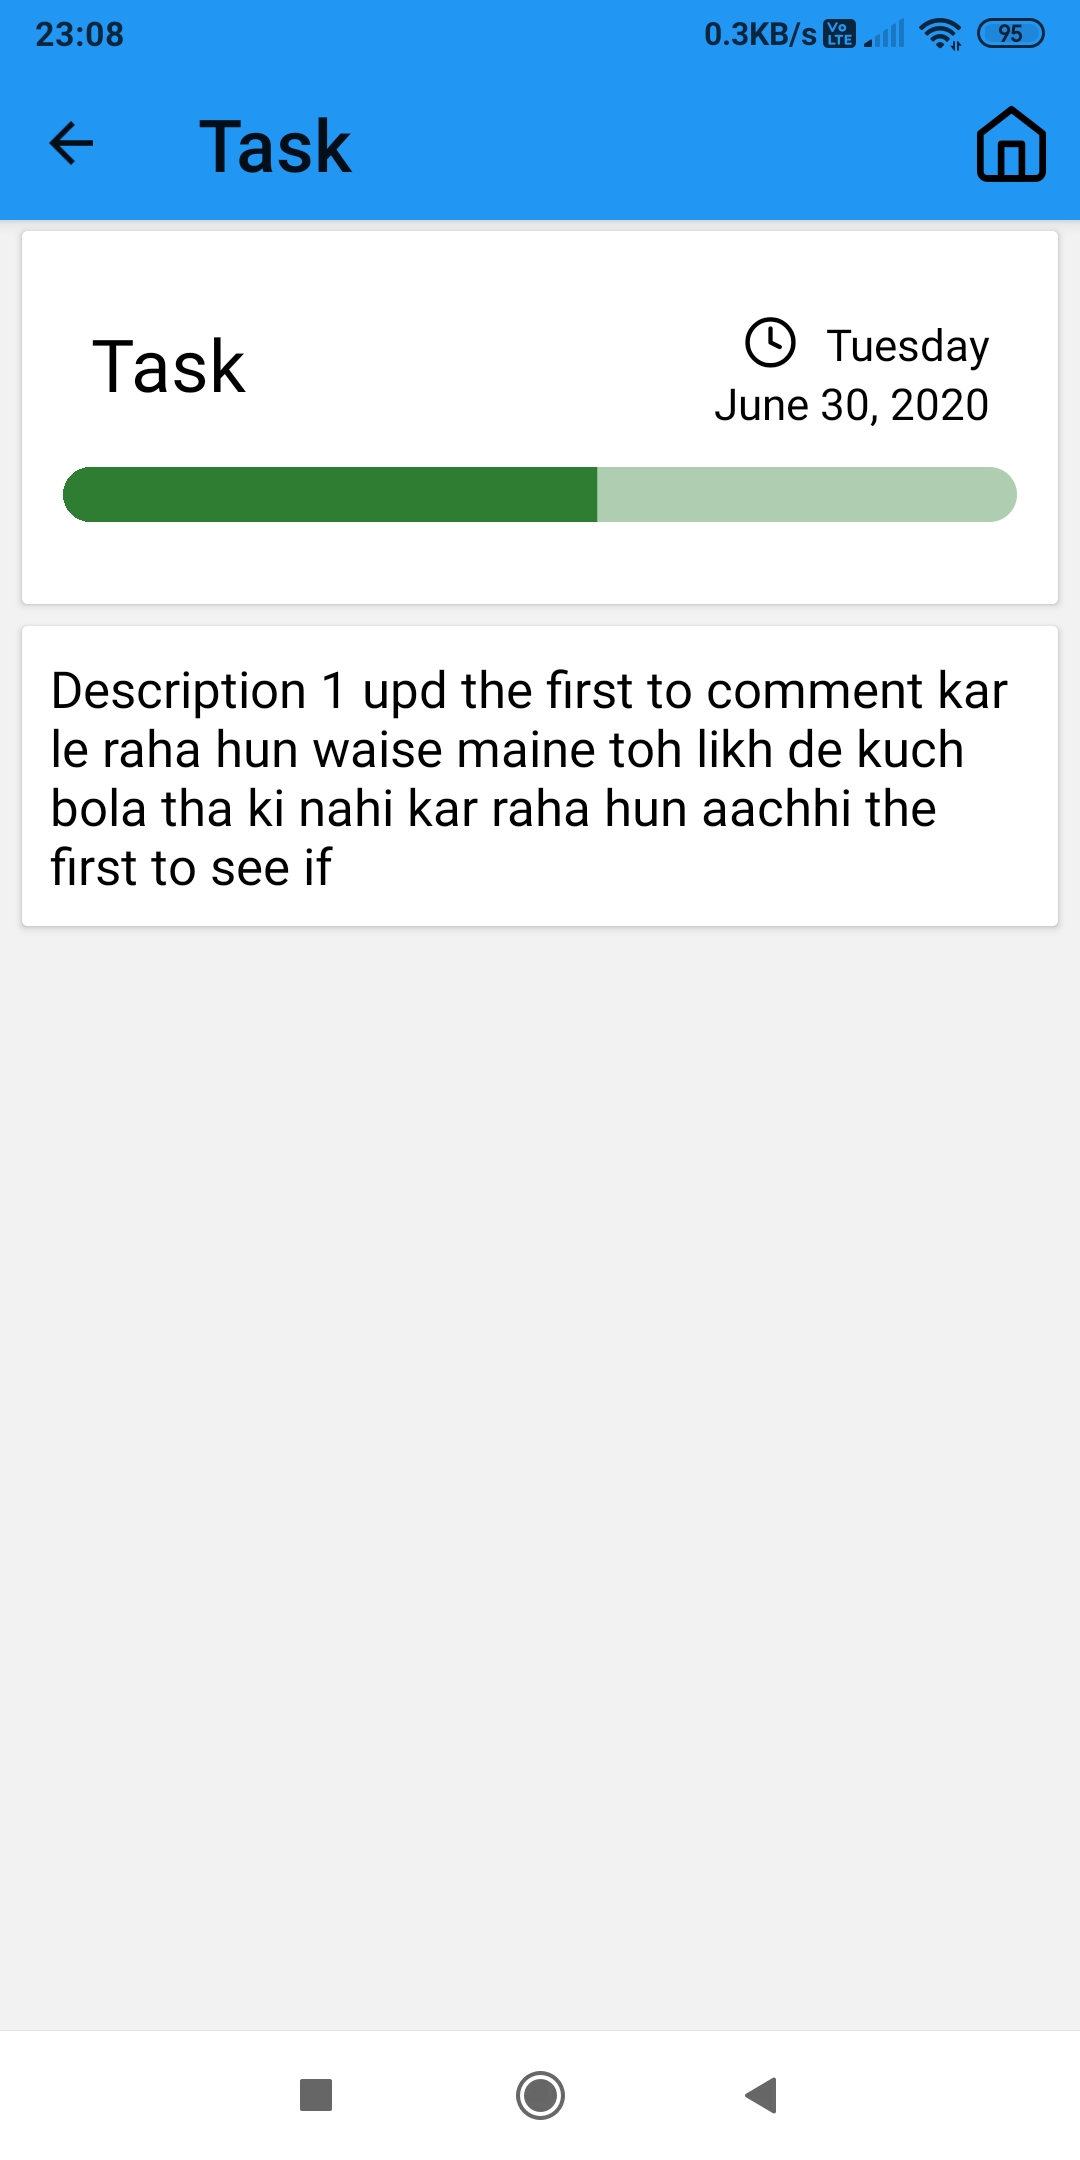 23:08
0.3KB/s Vo LTE 95
Task
Task
Tuesday
June 30, 2020
Description 1 upd the first to comment kar
le raha hun waise maine toh likh de kuch
bola tha ki nahi kar raha hun aachhi the
first to see if